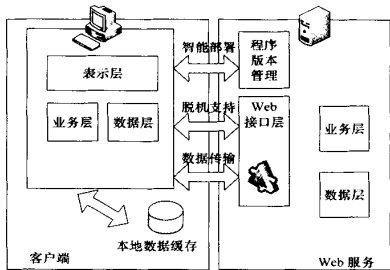 智能部署
程序
版本
管理
表示层
脱机支持
Web
接口层
业务层
数据层
业务层
数据传输
数据层
本地数据缓存
客户端
Web 服务